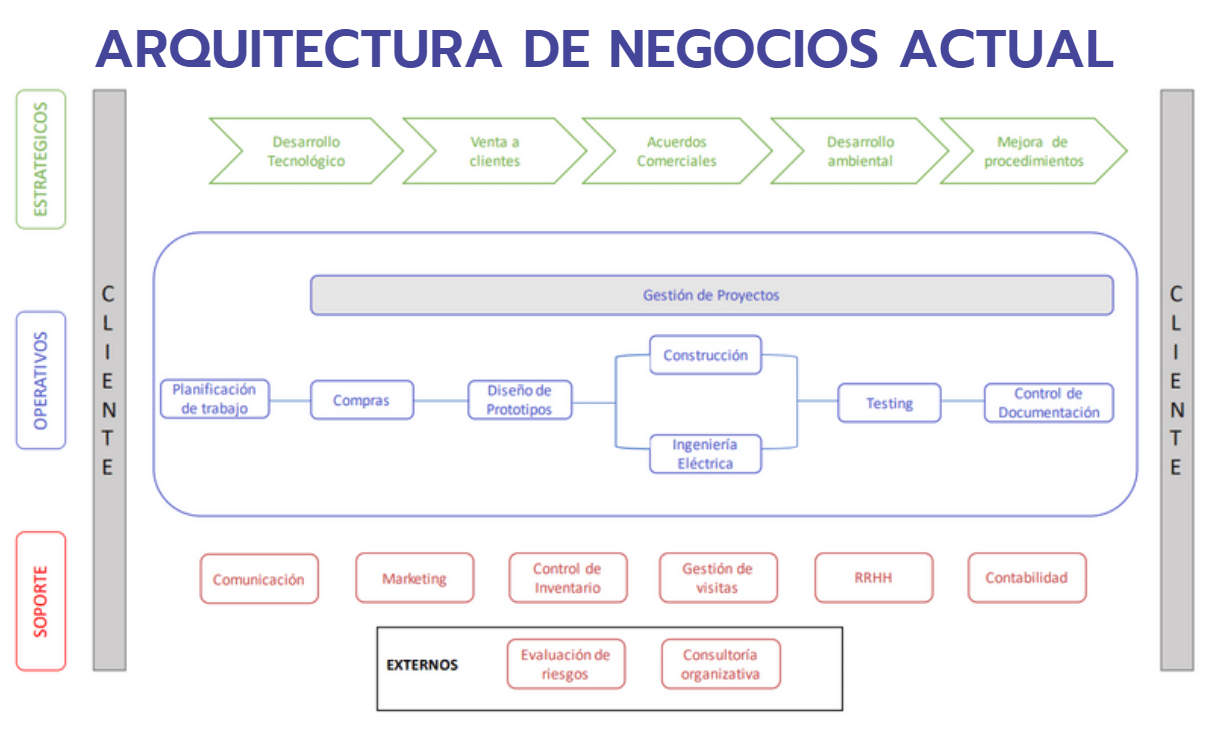 ARQUITECTURA DE NEGOCIOS ACTUAL
ESTRATEGICOS
CLIENTE
Desarrollo
Tecnológico
Venta a
clientes
Acuerdos
Comerciales
Desarrollo
ambiental
Mejora de
procedimientos
CLIENTE
OPERATIVOS
Gestión de Proyectos
Planificación
de trabajo
Compras
Diseño de
Prototipos
Construcción
Ingeniería
Eléctrica
Testing
Control de
Documentación
SOPORTE
Comunicación
Marketing
Control de
Inventario
Gestión de
visitas
RRHH
Contabilidad
EXTERNOS
Evaluación de
riesgos
Consultoría
organizativa